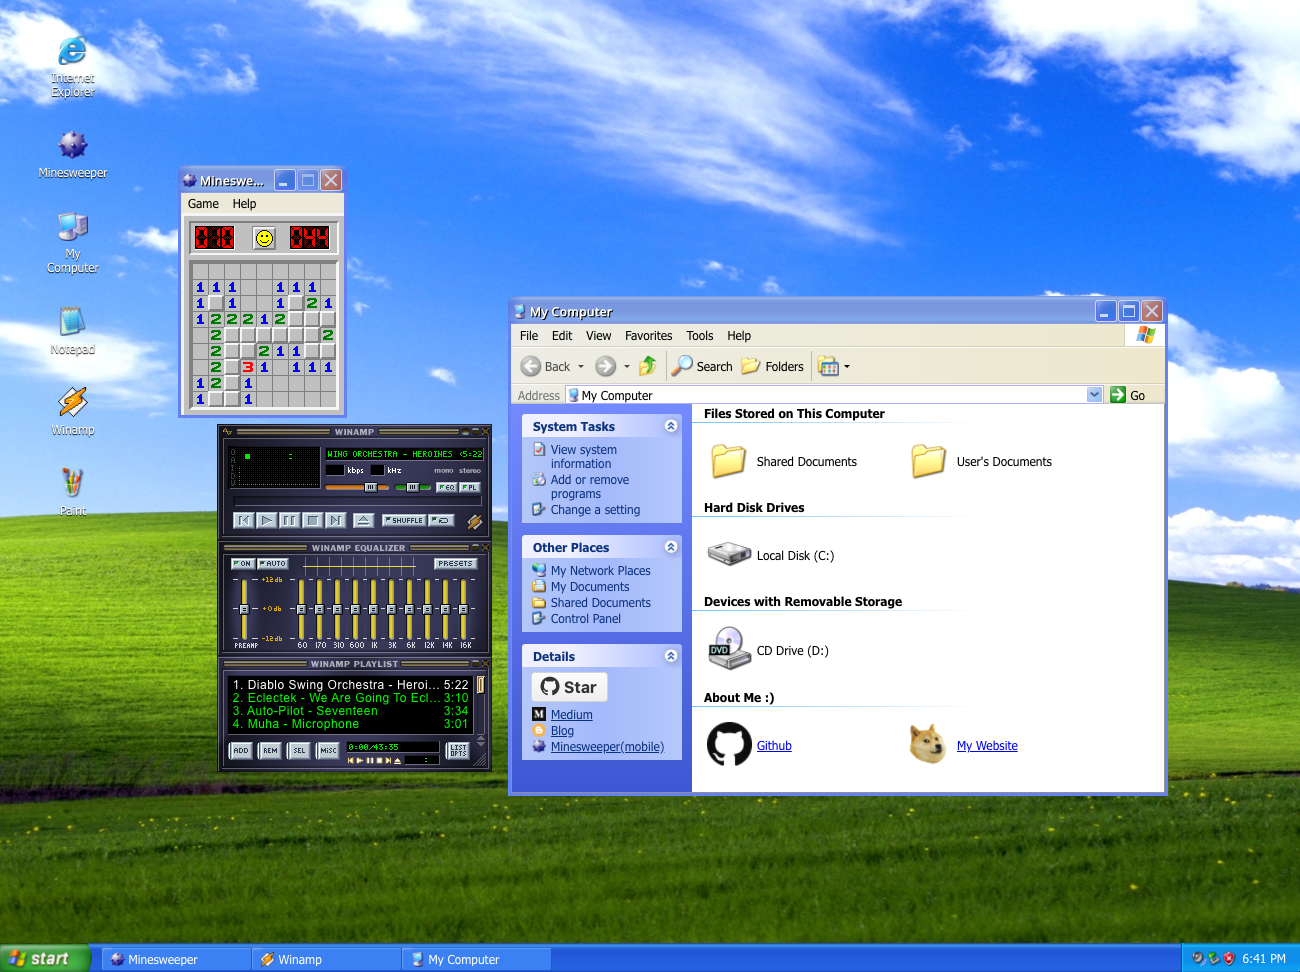 Internet
Explorer
Minesweeper
My
Computer
Notepad
Winamp
Paint
Mineswe...
Game Help
010 044
1 1 1 1 1 1
1 1 1 2 1
1 2 2 2 1 2
2 2
2 2 1 1
2 3 1 1 1 1
1 2 1
1 1
WINAMP
WING ORCHESTRA - HEROINES <5:22
kbps kHz mono stereo
EQ PL
SHUFFLE
WINAMP EQUALIZER
ON AUTO PRESETS
+12db
+0db
-12db
PREAMP 60 170 310 600 1K 3K 6K 12K 14K 16K
WINAMP PLAYLIST
1. Diablo Swing Orchestra - Heroi... 5:22
2. Eclectek - We Are Going To Ecl... 3:10
3. Auto-Pilot - Seventeen 3:34
4. Muha - Microphone 3:01
ADD REM SEL MISC 0:00/43:35 LIST
OPTS
My Computer
File Edit View Favorites Tools Help
Back Search Folders
Address My Computer Go
System Tasks
View system
information
Add or remove
programs
Change a setting
Other Places
My Network Places
My Documents
Shared Documents
Control Panel
Details
Star
Medium
Blog
Minesweeper(mobile)
Files Stored on This Computer
Shared Documents User's Documents
Hard Disk Drives
Local Disk (C:)
Devices with Removable Storage
DVD CD Drive (D:)
About Me :)
Github My Website
start Minesweeper Winamp My Computer 6:41 PM